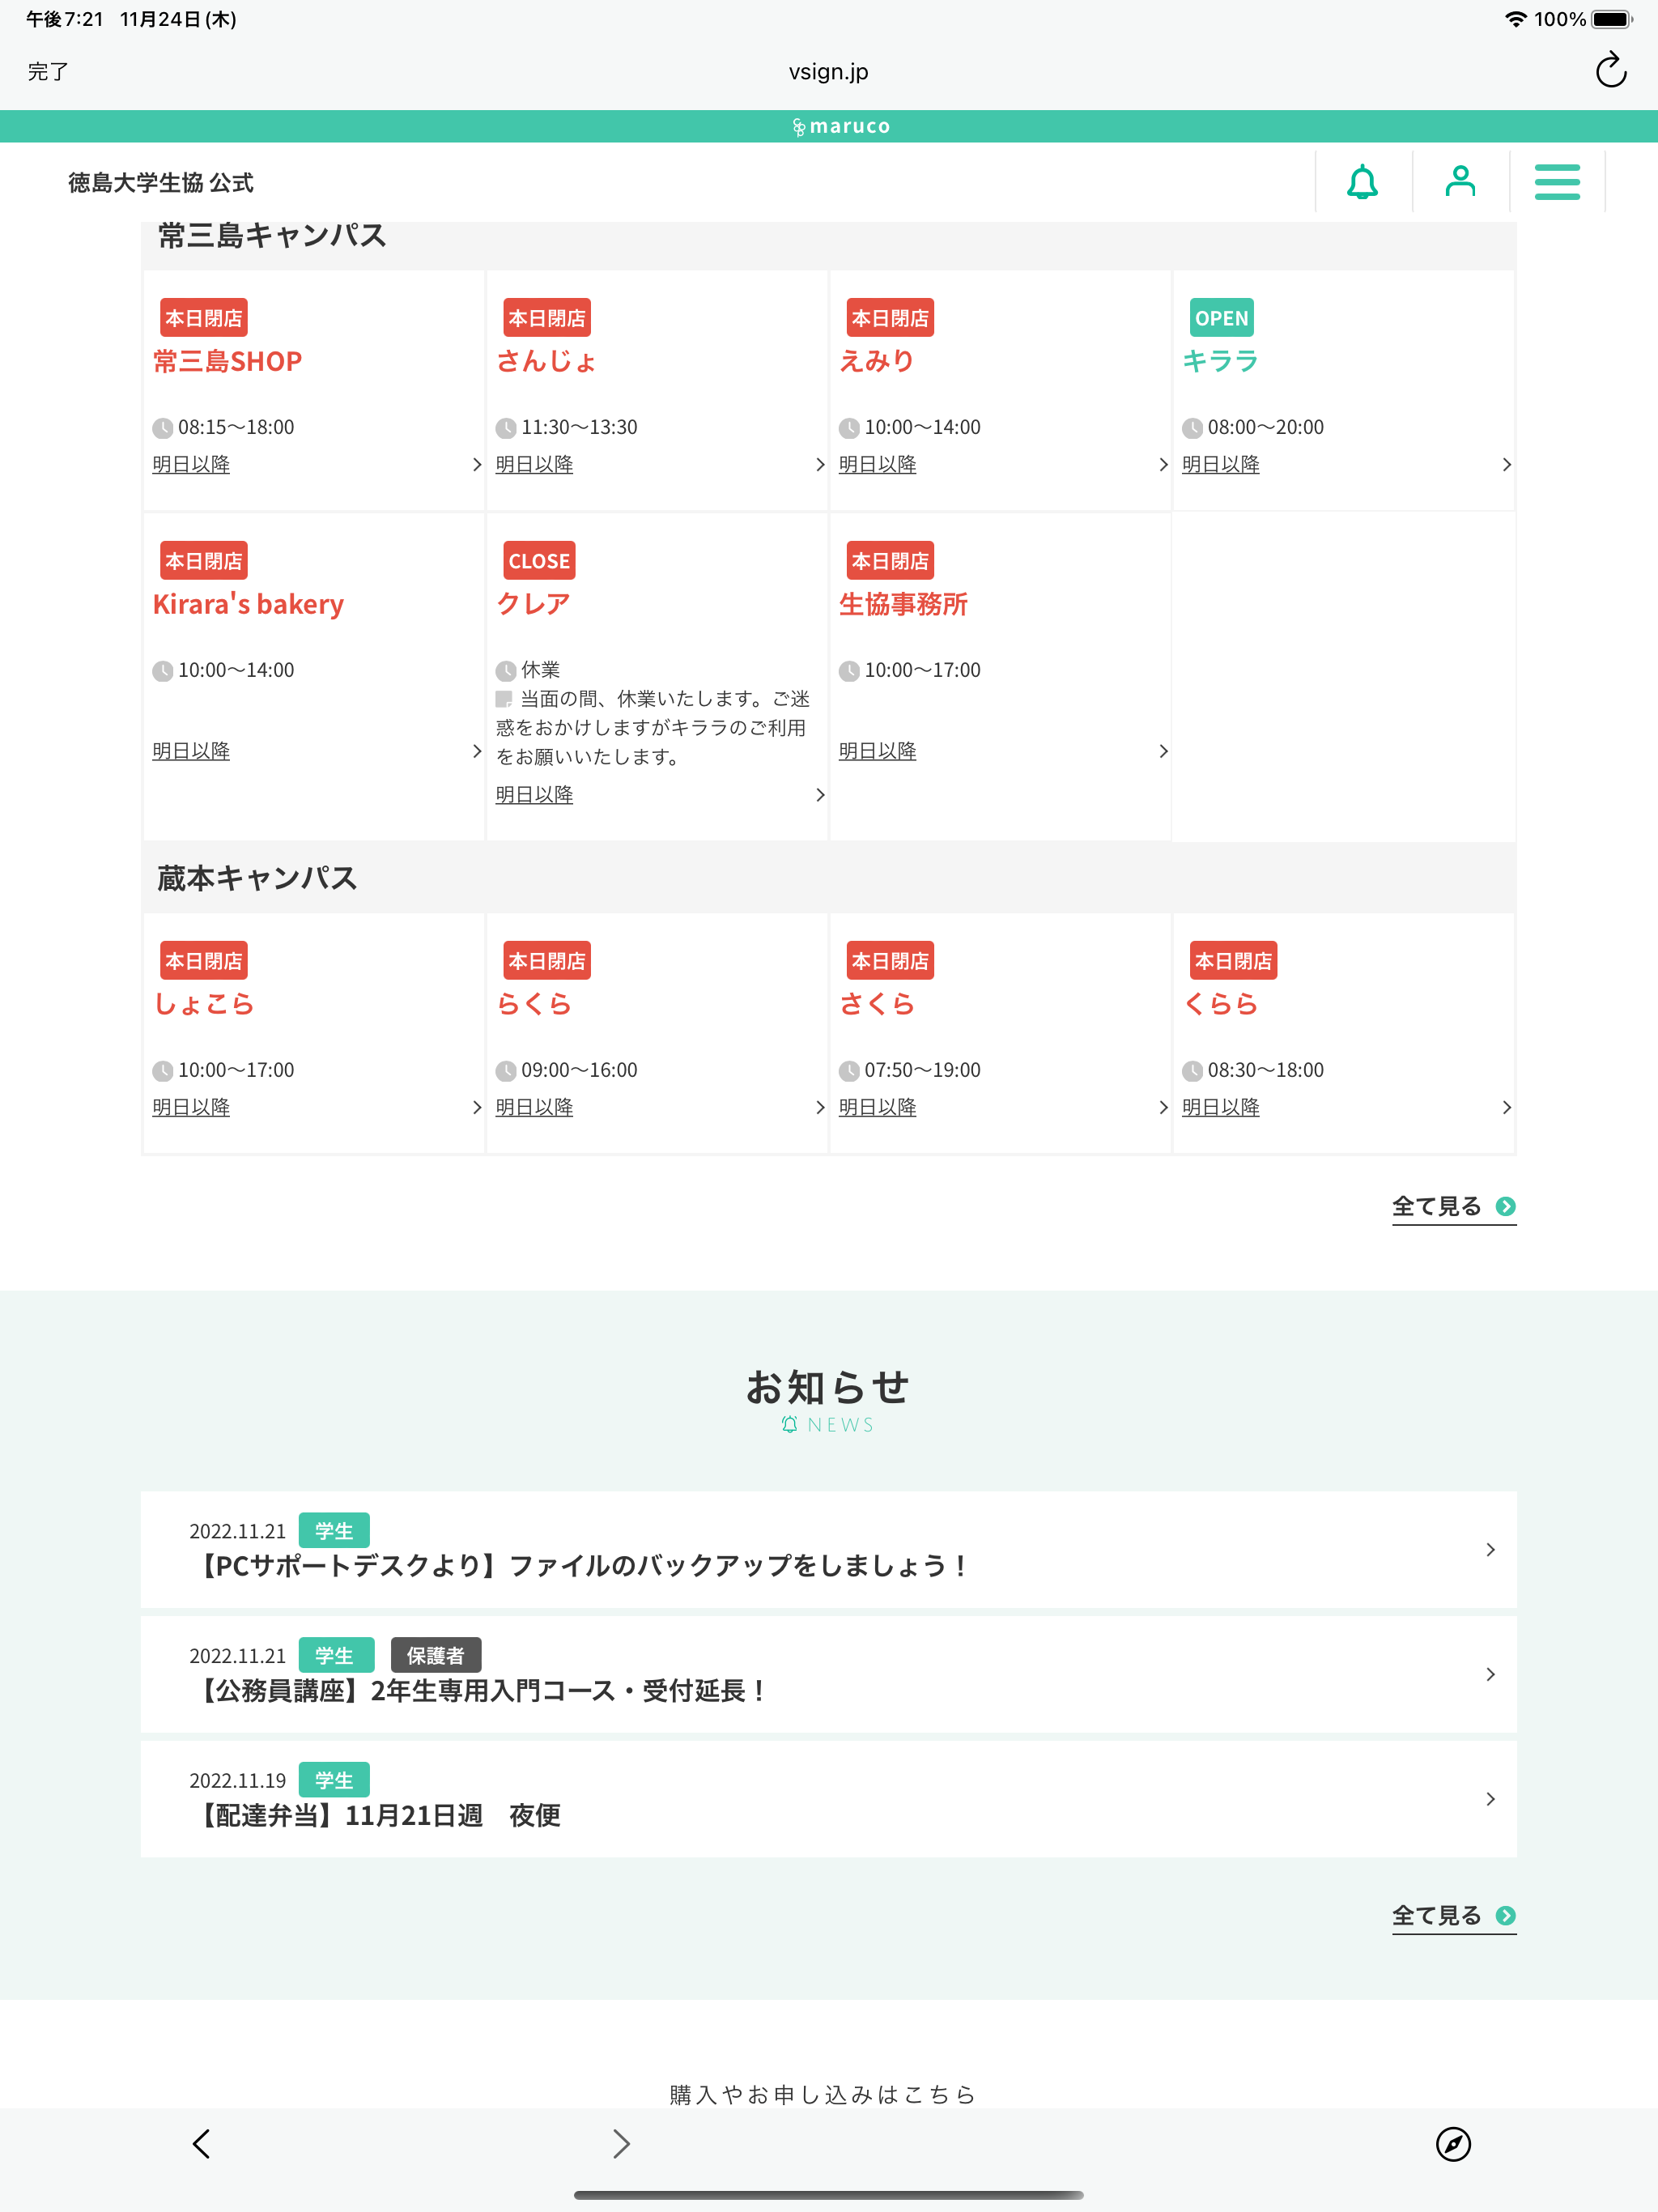 午後7:21 11月24日(木) 100%
完了 vsign.jp
maruco
徳島大学生協 公式
常三島キャンパス
本日閉店 本日閉店 本日閉店 OPEN
常三島SHOP さんじょ えみり キララ
08:15〜18:00 11:30〜13:30 10:00〜14:00 08:00〜20:00
明日以降 明日以降 明日以降 明日以降
本日閉店 CLOSE 本日閉店
Kirara's bakery クレア 生協事務所
10:00〜14:00 休業 10:00〜17:00
当面の間、休業いたします。ご迷
惑をおかけしますがキララのご利用
をお願いいたします。
明日以降 明日以降 明日以降
蔵本キャンパス
本日閉店 本日閉店 本日閉店 本日閉店
しょこら らくら さくら くらら
10:00〜17:00 09:00〜16:00 07:50〜19:00 08:30〜18:00
明日以降 明日以降 明日以降 明日以降
全て見る
お知らせ
NEWS
2022.11.21 学生
【PCサポートデスクより】ファイルのバックアップをしましょう！
2022.11.21 学生 保護者
【公務員講座】2年生専用入門コース・受付延長！
2022.11.19 学生
【配達弁当】11月21日週　夜便
全て見る
購入やお申し込みはこちら